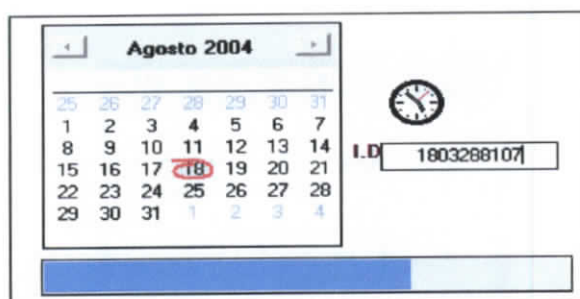 Agosto 2004
25 26 27 28 29 30 31
1 2 3 4 5 6 7
8 9 10 11 12 13 14
15 16 17 18 19 20 21
22 23 24 25 26 27 28
29 30 31 1 2 3 4
I.D 1803288107